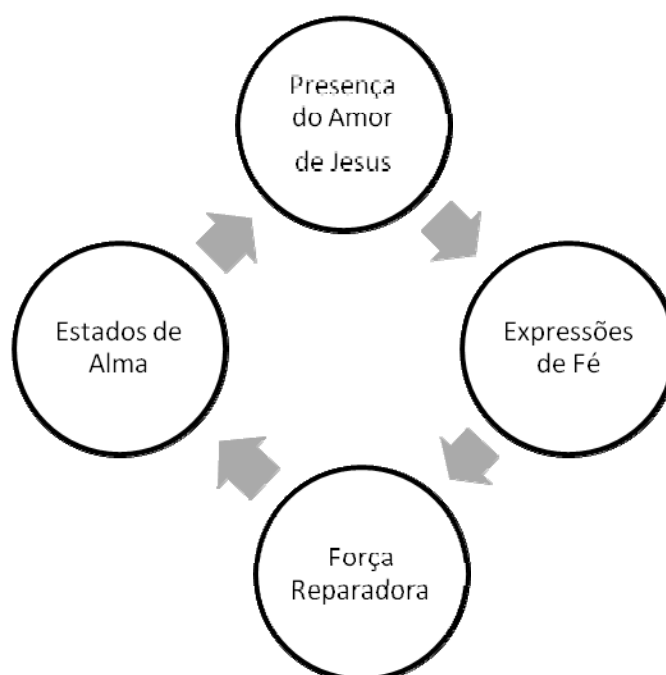 Presença
do Amor
de Jesus
Expressões
de Fé
Força
Reparadora
Estados de
Alma